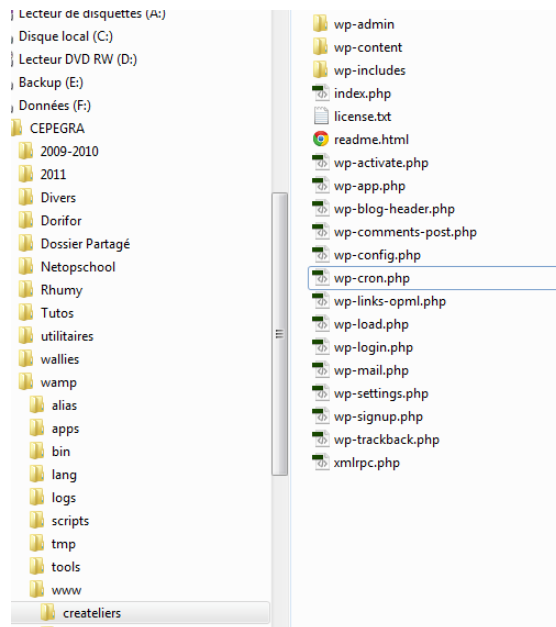 Lecteur de disquettes (A:)
Disque local (C:)
Lecteur DVD RW (D:)
Backup (E:)
Données (F:)
CEPEGRA
2009-2010
2011
Divers
Dorifor
Dossier Partagé
Netopschool
Rhumy
Tutos
utilitaires
wallies
wamp
alias
apps
bin
lang
logs
scripts
tmp
tools
www
createliers
wp-admin
wp-content
wp-includes
index.php
license.txt
readme.html
wp-activate.php
wp-app.php
wp-blog-header.php
wp-comments-post.php
wp-config.php
wp-cron.php
wp-links-opml.php
wp-load.php
wp-login.php
wp-mail.php
wp-settings.php
wp-signup.php
wp-trackback.php
xmlrpc.php